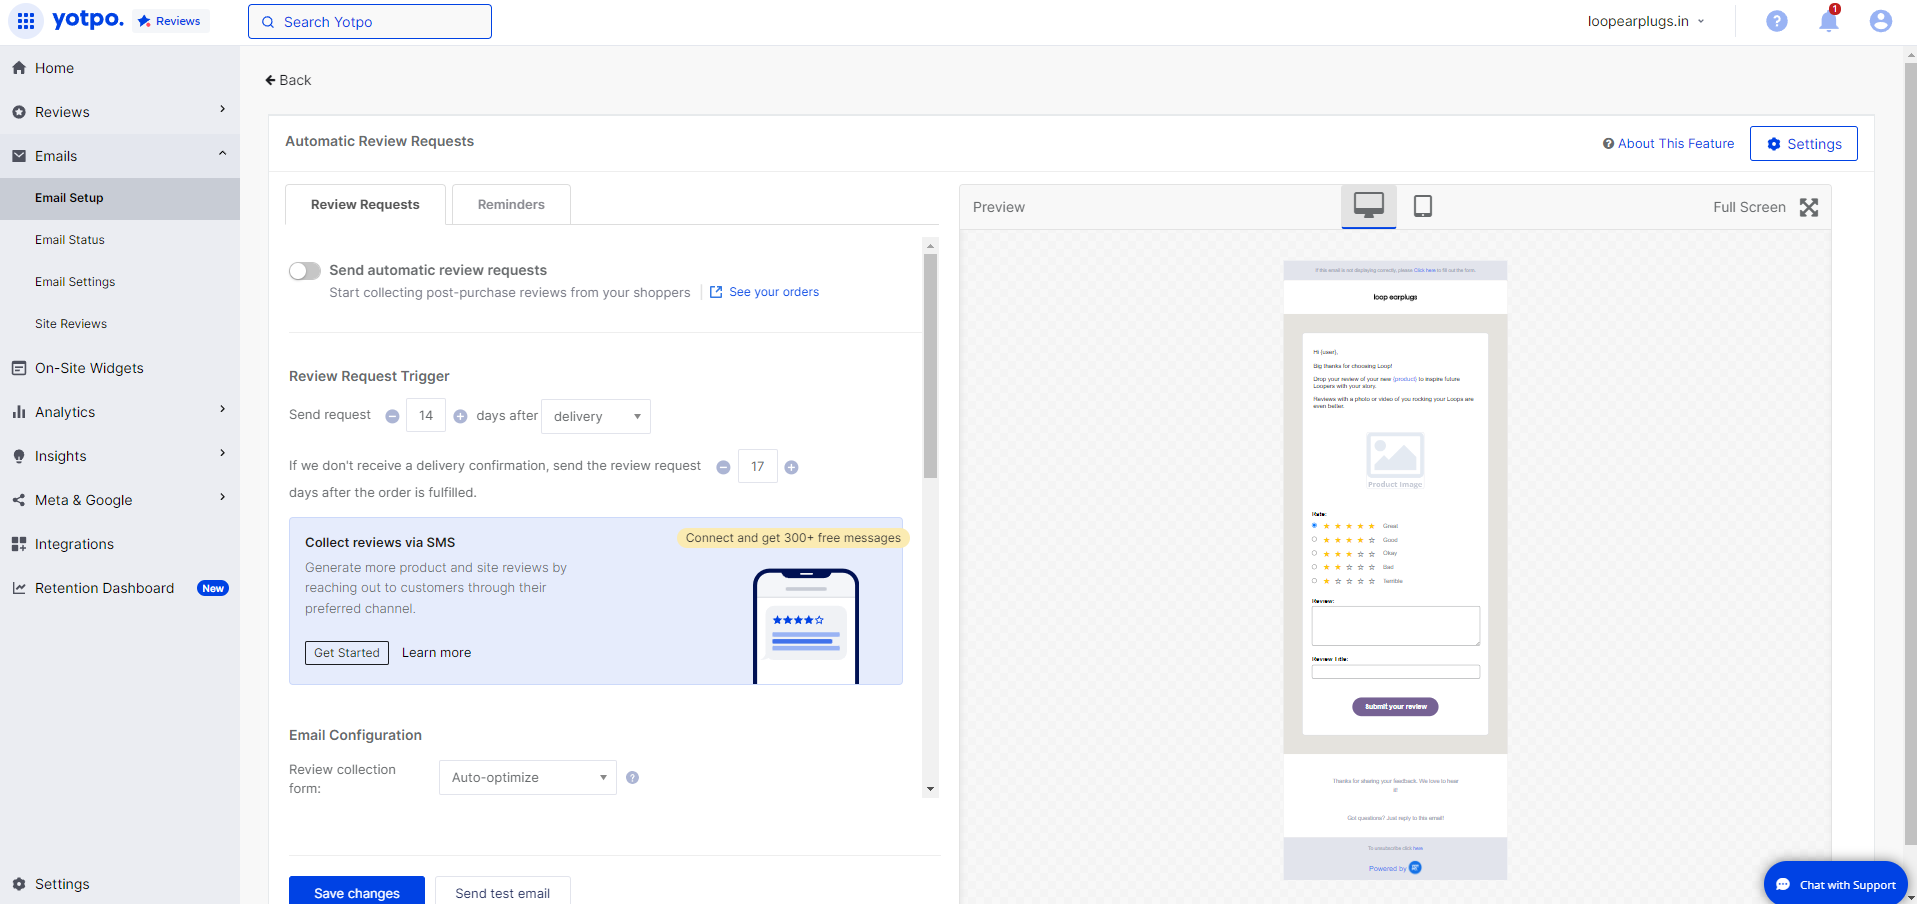 yotpo.
Reviews
Search Yotpo
loopearplugs.in
?
1
Home
Reviews
Emails
Email Setup
Email Status
Email Settings
Site Reviews
On-Site Widgets
Analytics
Insights
Meta & Google
Integrations
Retention Dashboard New
Settings
Back
Automatic Review Requests
About This Feature
Settings
Review Requests
Reminders
Send automatic review requests
Start collecting post-purchase reviews from your shoppers
See your orders
Review Request Trigger
Send request 14 days after delivery
If we don't receive a delivery confirmation, send the review request 17
days after the order is fulfilled.
Collect reviews via SMS
Connect and get 300+ free messages
Generate more product and site reviews by
reaching out to customers through their
preferred channel.
Get Started
Learn more
Email Configuration
Review collection
form:
Auto-optimize
?
Save changes
Send test email
Preview
Full Screen
If this email is not displaying correctly, please Click here to fill out the form.
loop earplugs
Hi {user},
Big thanks for choosing Loop!
Drop your review of your new {product} to inspire future
Loopers with your story.
Reviews with a photo or video of you rocking your Loops are
even better.
Product Image
Rate:
Great
Good
Okay
Bad
Terrible
Review:
Review Title:
Submit your review
Thanks for sharing your feedback. We love to hear
it!
Got questions? Just reply to this email!
To unsubscribe click here
Powered by
Chat with Support